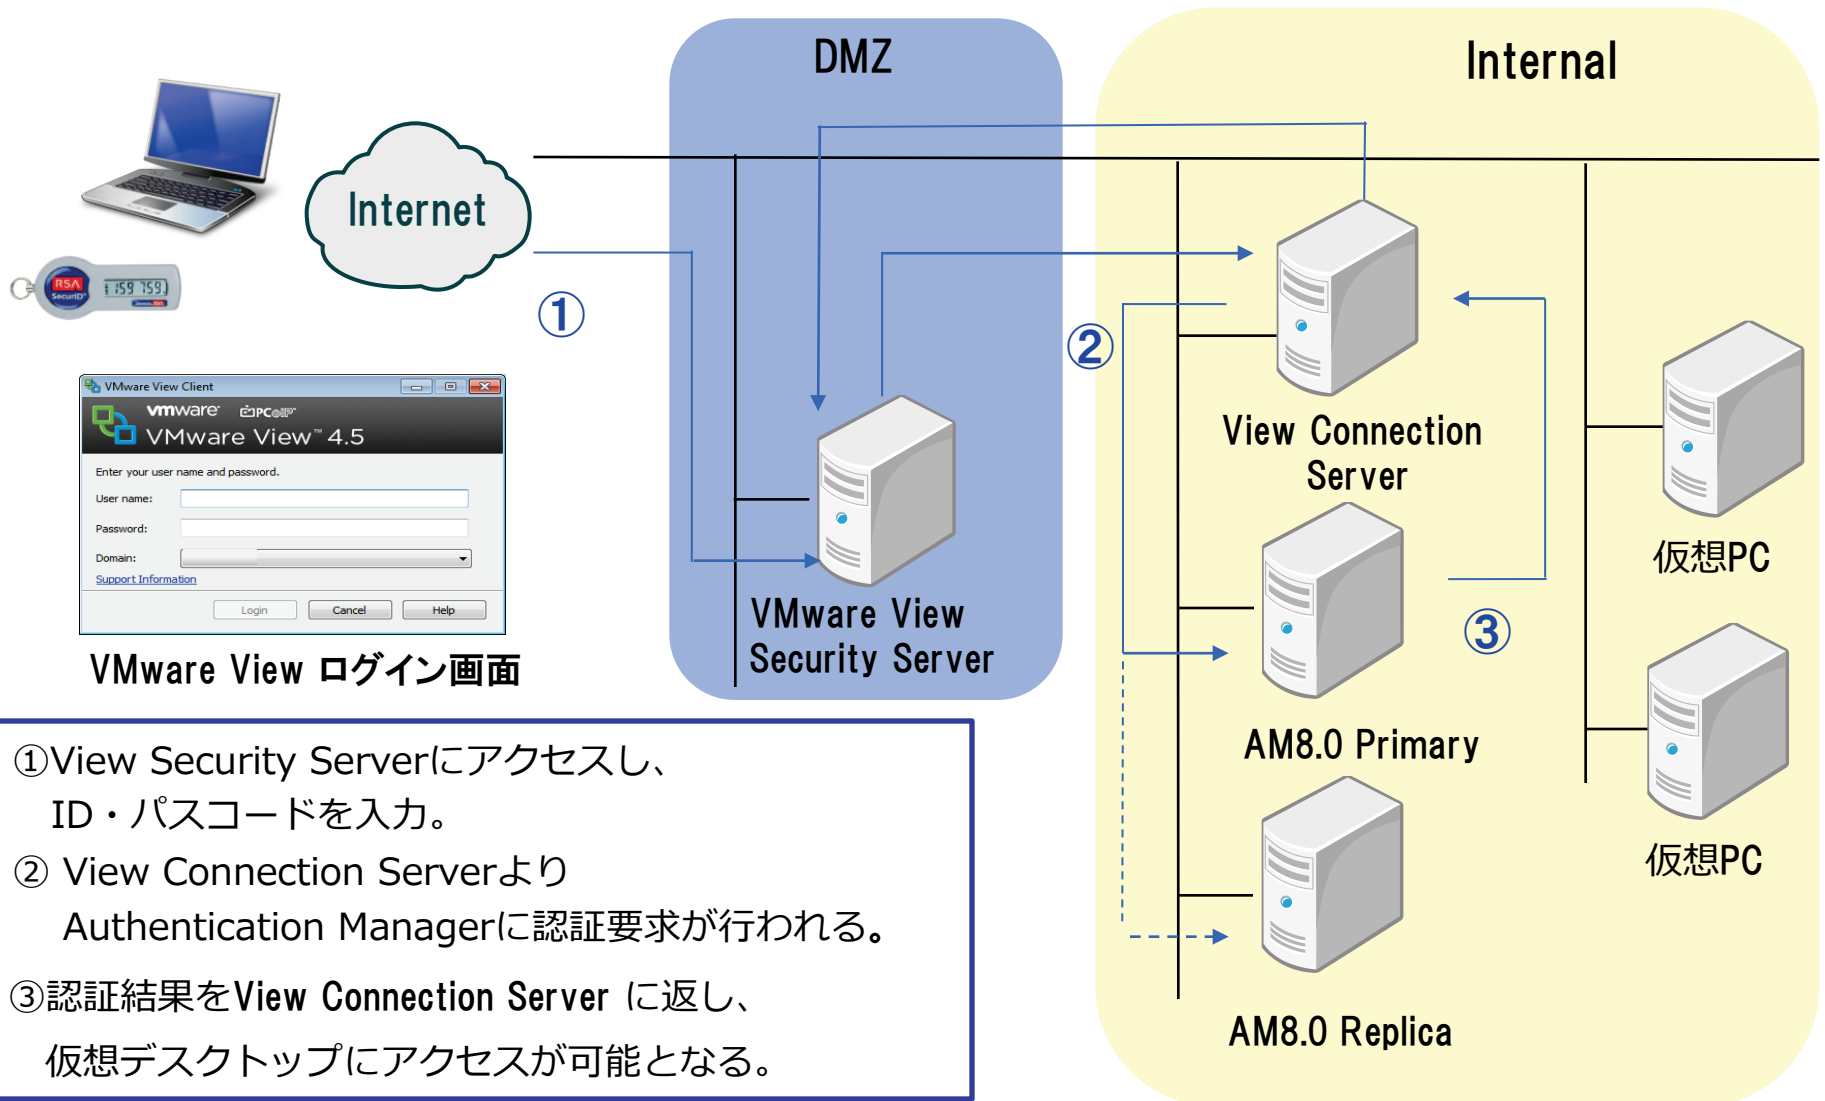 DMZ
Internal
Internet
RSA
SecurID
159 759
①
②
③
VMware View Client
vmware PCoIP
VMware View™ 4.5
Enter your user name and password.
User name:
Password:
Domain:
Support Information
Login Cancel Help
VMware View ログイン画面
VMware View
Security Server
View Connection
Server
AM8.0 Primary
AM8.0 Replica
仮想PC
仮想PC
①View Security Serverにアクセスし、
ID・パスコードを入力。
② View Connection Serverより
Authentication Managerに認証要求が行われる。
③認証結果をView Connection Server に返し、
仮想デスクトップにアクセスが可能となる。